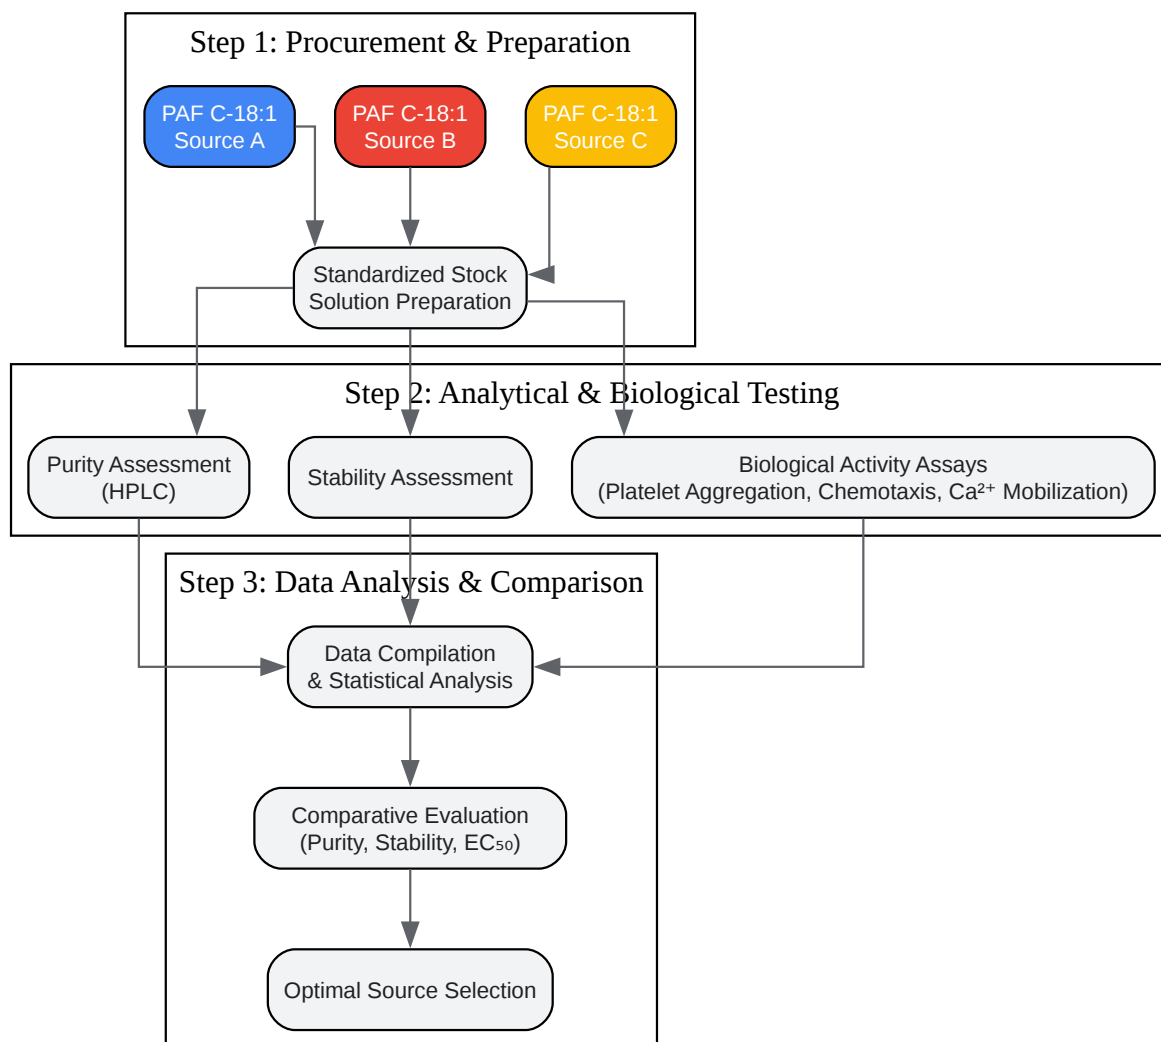 Step 1: Procurement & Preparation
PAF C-18:1
Source A
PAF C-18:1
Source B
PAF C-18:1
Source C
Standardized Stock
Solution Preparation
Step 2: Analytical & Biological Testing
Purity Assessment
(HPLC)
Stability Assessment
Biological Activity Assays
(Platelet Aggregation, Chemotaxis, Ca²⁺ Mobilization)
Step 3: Data Analysis & Comparison
Data Compilation
& Statistical Analysis
Comparative Evaluation
(Purity, Stability, EC₅₀)
Optimal Source Selection